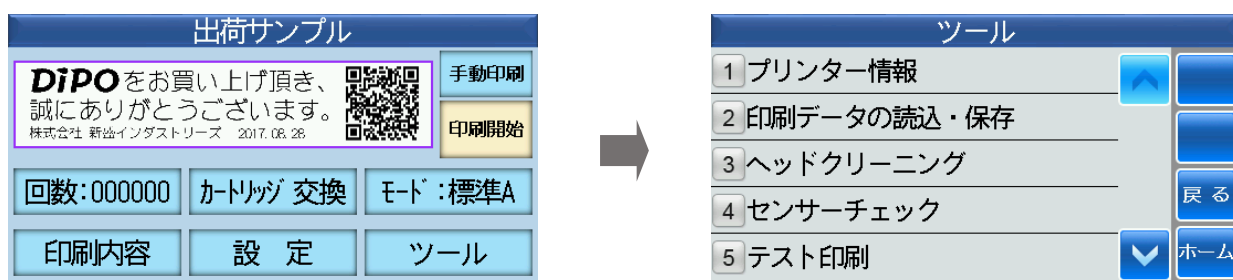 出荷サンプル
DiPOをお買い上げ頂き、
誠にありがとうございます。
株式会社 新盛インダストリーズ 2017.08.28
手動印刷
印刷開始
回数:000000
カートリッジ 交換
モード:標準A
印刷内容
設 定
ツール
ツール
1 プリンター情報
2 印刷データの読込・保存
3 ヘッドクリーニング
4 センサーチェック
5 テスト印刷
戻 る
ホーム